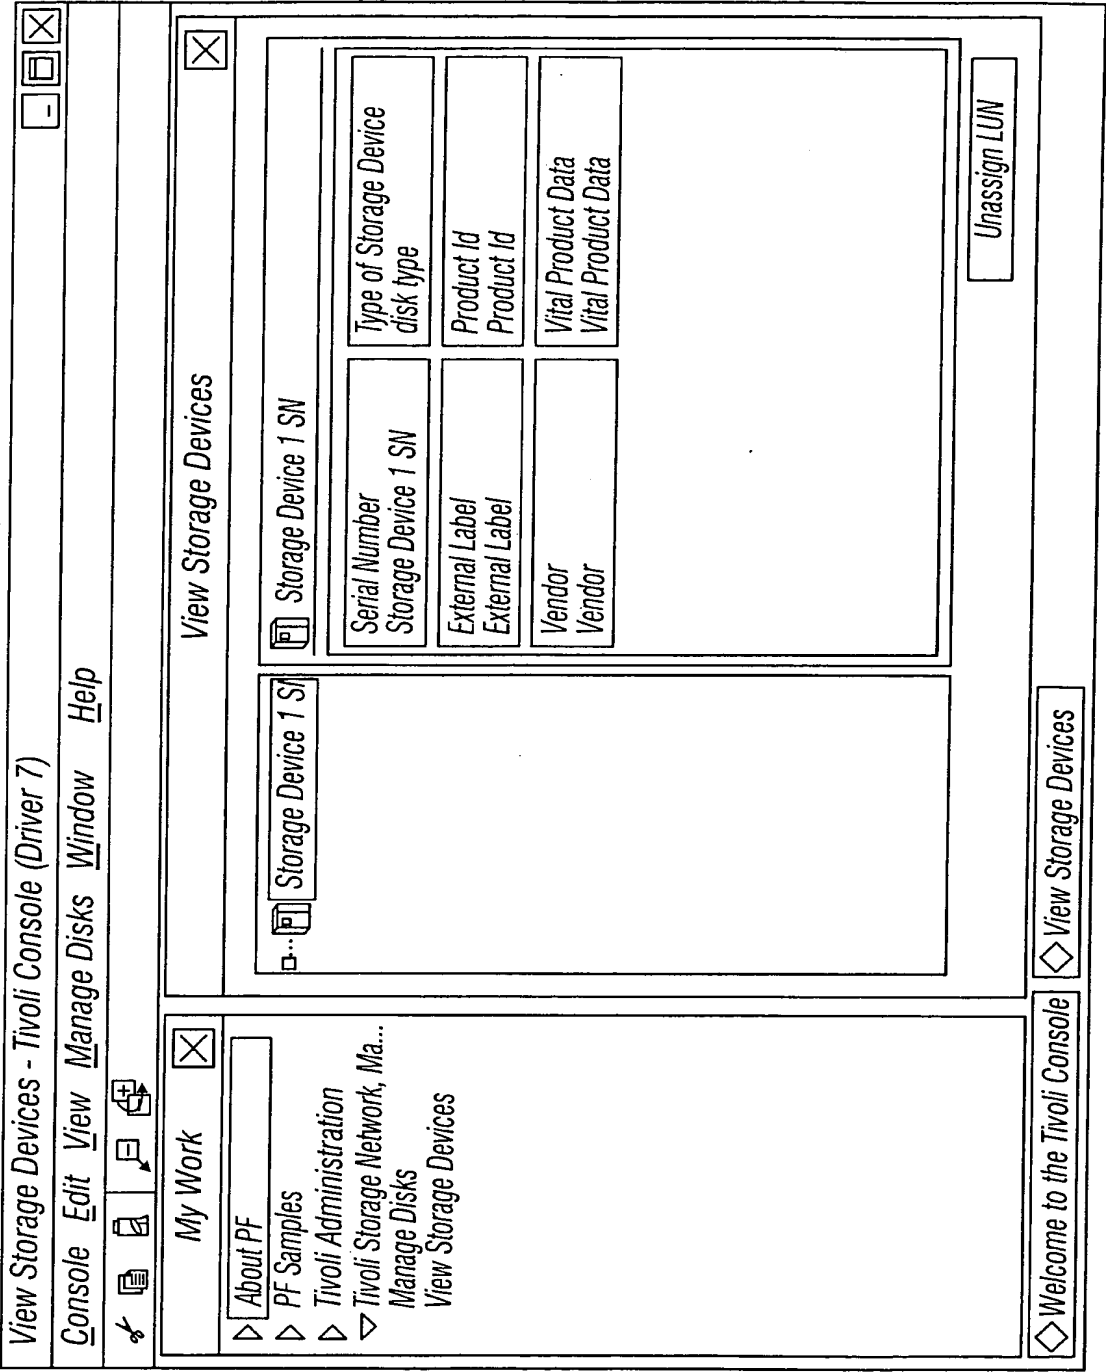 View Storage Devices - Tivoli Console (Driver 7)
Console Edit View Manage Disks Window Help
My Work
About PF
PF Samples
Tivoli Administration
Tivoli Storage Network, Ma...
Manage Disks
View Storage Devices
View Storage Devices
Storage Device 1 SN
Storage Device 1 SN
Serial Number
Storage Device 1 SN
Type of Storage Device
disk type
External Label
External Label
Product Id
Product Id
Vendor
Vendor
Vital Product Data
Vital Product Data
Unassign LUN
Welcome to the Tivoli Console
View Storage Devices